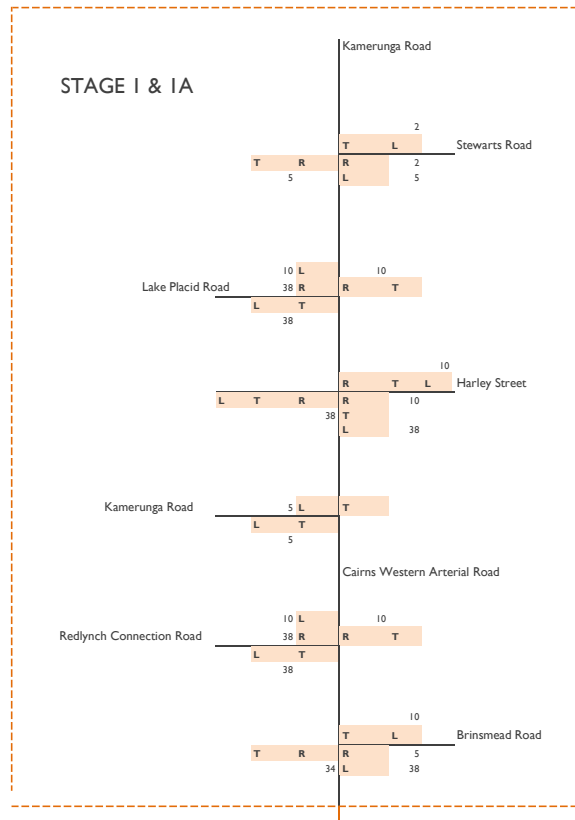 Kamerunga Road
STAGE 1 & 1A
2
T L
Stewarts Road
T R R 2
5 L 5
10 L 10
Lake Placid Road 38 R R T
L T
38
10
R T L Harley Street
L T R R 10
38 T
L 38
Kamerunga Road 5 L T
L T
5
Cairns Western Arterial Road
10 L 10
Redlynch Connection Road 38 R R T
L T
38
10
T L Brinsmead Road
T R R 5
34 L 38